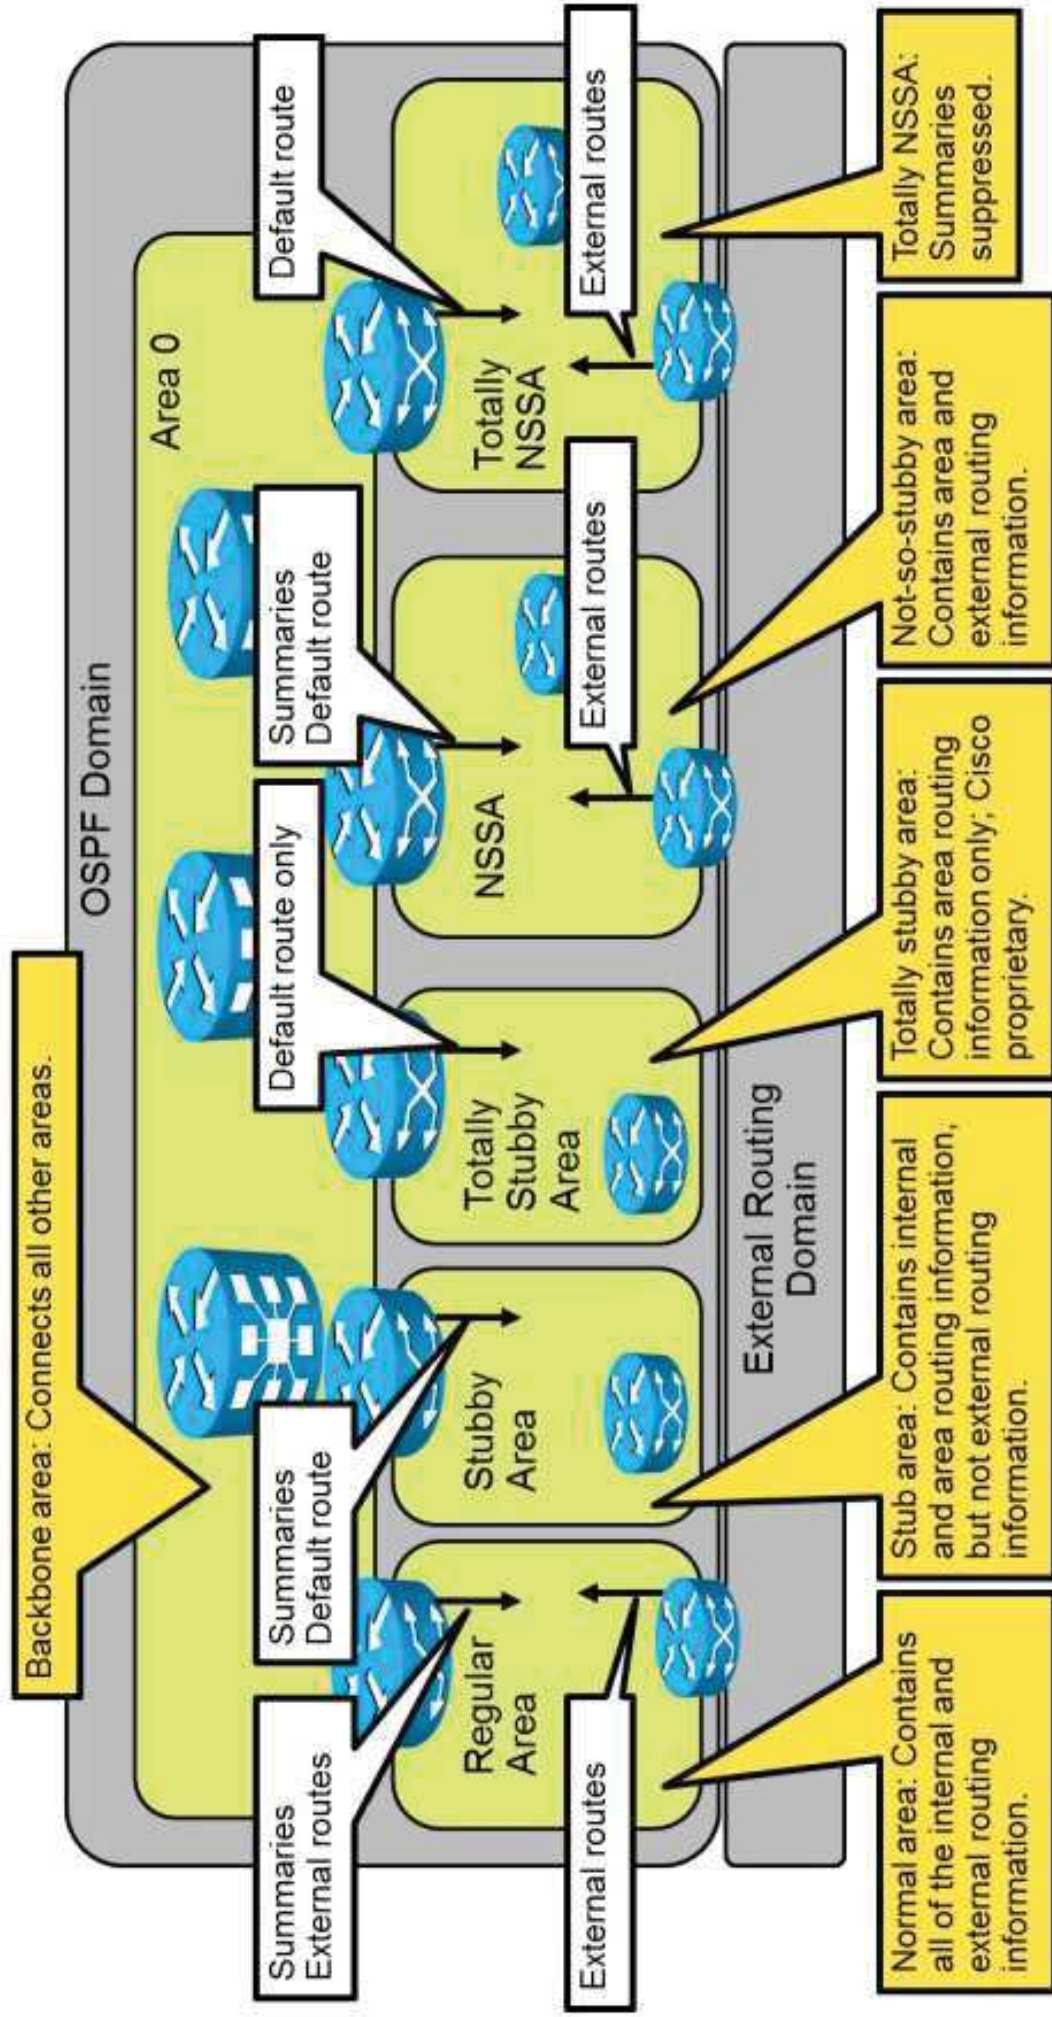 Backbone area: Connects all other areas.
OSPF Domain
Area 0
Summaries
External routes
Summaries
Default route
Default route only
Summaries
Default route
Default route
Regular
Area
Stubby
Area
Totally
Stubby
Area
NSSA
Totally
NSSA
External routes
External routes
External routes
External Routing
Domain
Normal area: Contains
all of the internal and
external routing
information.
Stub area: Contains internal
and area routing information,
but not external routing
information.
Totally stubby area:
Contains area routing
information only; Cisco
proprietary.
Not-so-stubby area:
Contains area and
external routing
information.
Totally NSSA:
Summaries
suppressed.